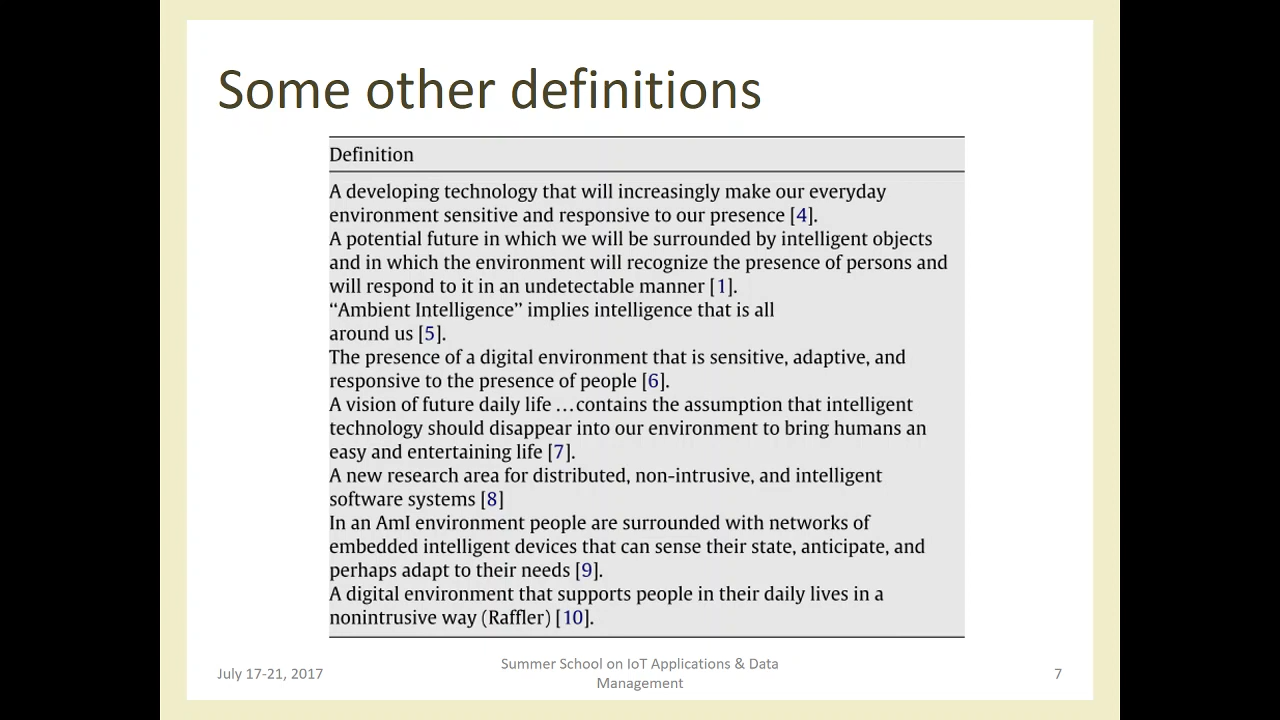 Some other definitions
Definition
A developing technology that will increasingly make our everyday
environment sensitive and responsive to our presence [4].
A potential future in which we will be surrounded by intelligent objects
and in which the environment will recognize the presence of persons and
will respond to it in an undetectable manner [1].
‘‘Ambient Intelligence’’ implies intelligence that is all
around us [5].
The presence of a digital environment that is sensitive, adaptive, and
responsive to the presence of people [6].
A vision of future daily life ...contains the assumption that intelligent
technology should disappear into our environment to bring humans an
easy and entertaining life [7].
A new research area for distributed, non-intrusive, and intelligent
software systems [8]
In an AmI environment people are surrounded with networks of
embedded intelligent devices that can sense their state, anticipate, and
perhaps adapt to their needs [9].
A digital environment that supports people in their daily lives in a
nonintrusive way (Raffler) [10].
July 17-21, 2017
Summer School on IoT Applications & Data
Management
7